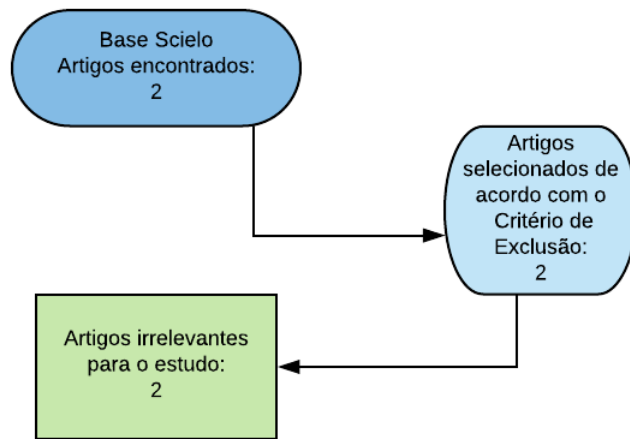 Base Scielo
Artigos encontrados:
2
Artigos
selecionados de
acordo com o
Critério de
Exclusão:
2
Artigos irrelevantes
para o estudo:
2